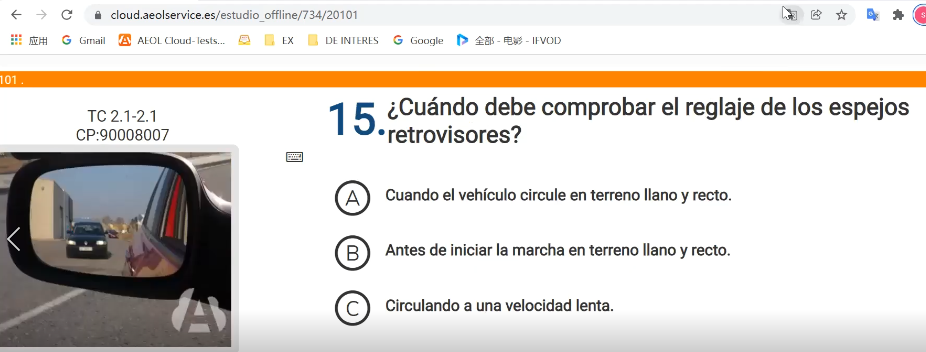 cloud.aeolservice.es/estudio_offline/734/20101
应用 Gmail AEOL Cloud-Tests... EX DE INTERES Google 全部 - 电影 - IFVOD
101 .
TC 2.1-2.1
CP:90008007
15. ¿Cuándo debe comprobar el reglaje de los espejos
retrovisores?
A Cuando el vehículo circule en terreno llano y recto.
B Antes de iniciar la marcha en terreno llano y recto.
C Circulando a una velocidad lenta.